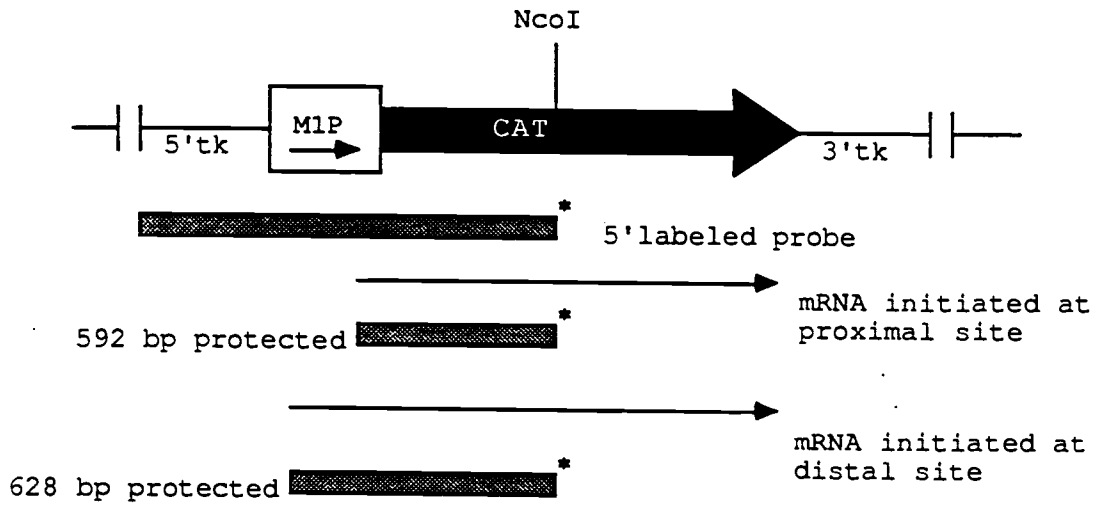 NcoI
M1P
CAT
5'tk
3'tk
*
5'labeled probe
mRNA initiated at
proximal site
*
592 bp protected
mRNA initiated at
distal site
*
628 bp protected